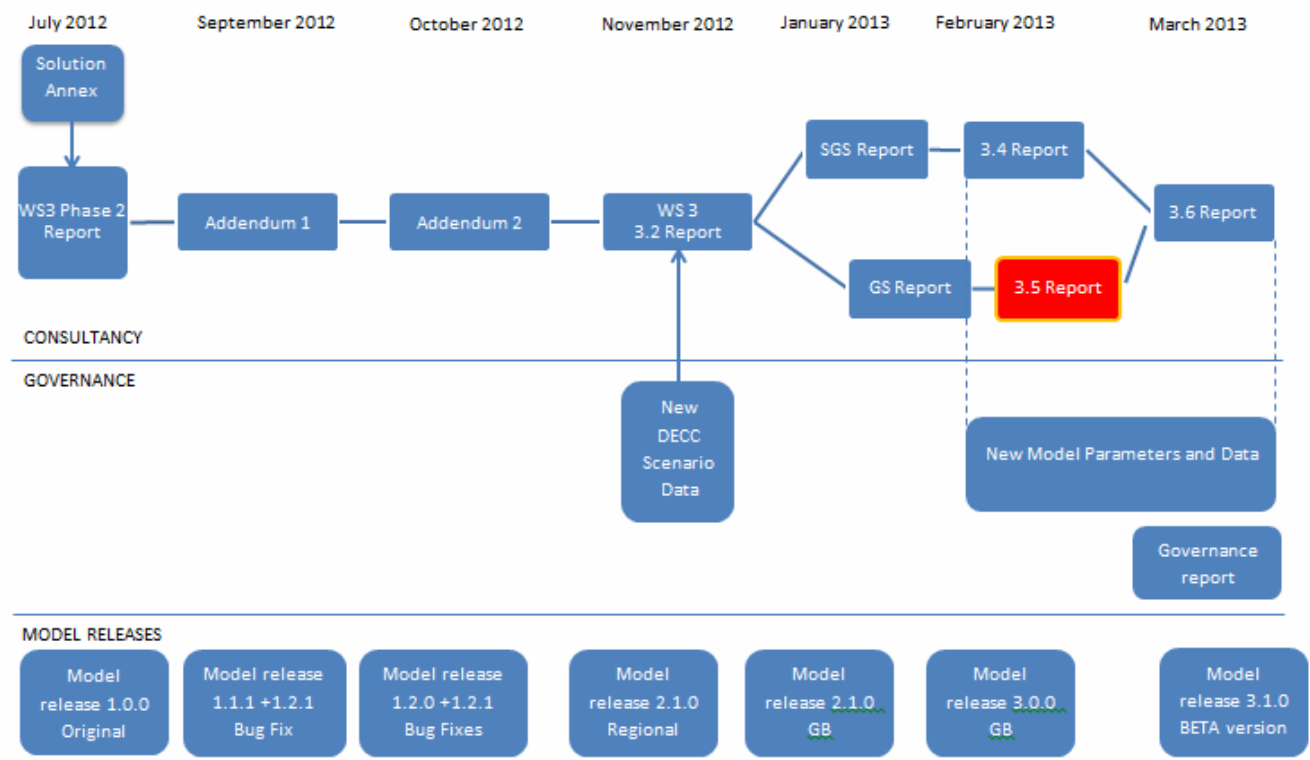 July 2012
September 2012
October 2012
November 2012
January 2013
February 2013
March 2013
Solution
Annex
SGS Report
3.4 Report
WS3 Phase 2
Report
Addendum 1
Addendum 2
WS 3
3.2 Report
3.6 Report
GS Report
3.5 Report
CONSULTANCY
GOVERNANCE
New
DECC
Scenario
Data
New Model Parameters and Data
Governance
report
MODEL RELEASES
Model
release 1.0.0
Original
Model release
1.1.1 +1.2.1
Bug Fix
Model release
1.2.0 +1.2.1
Bug Fixes
Model
release 2.1.0
Regional
Model
release 2.1.0
GB
Model
release 3.0.0
GB
Model
release 3.1.0
BETA version